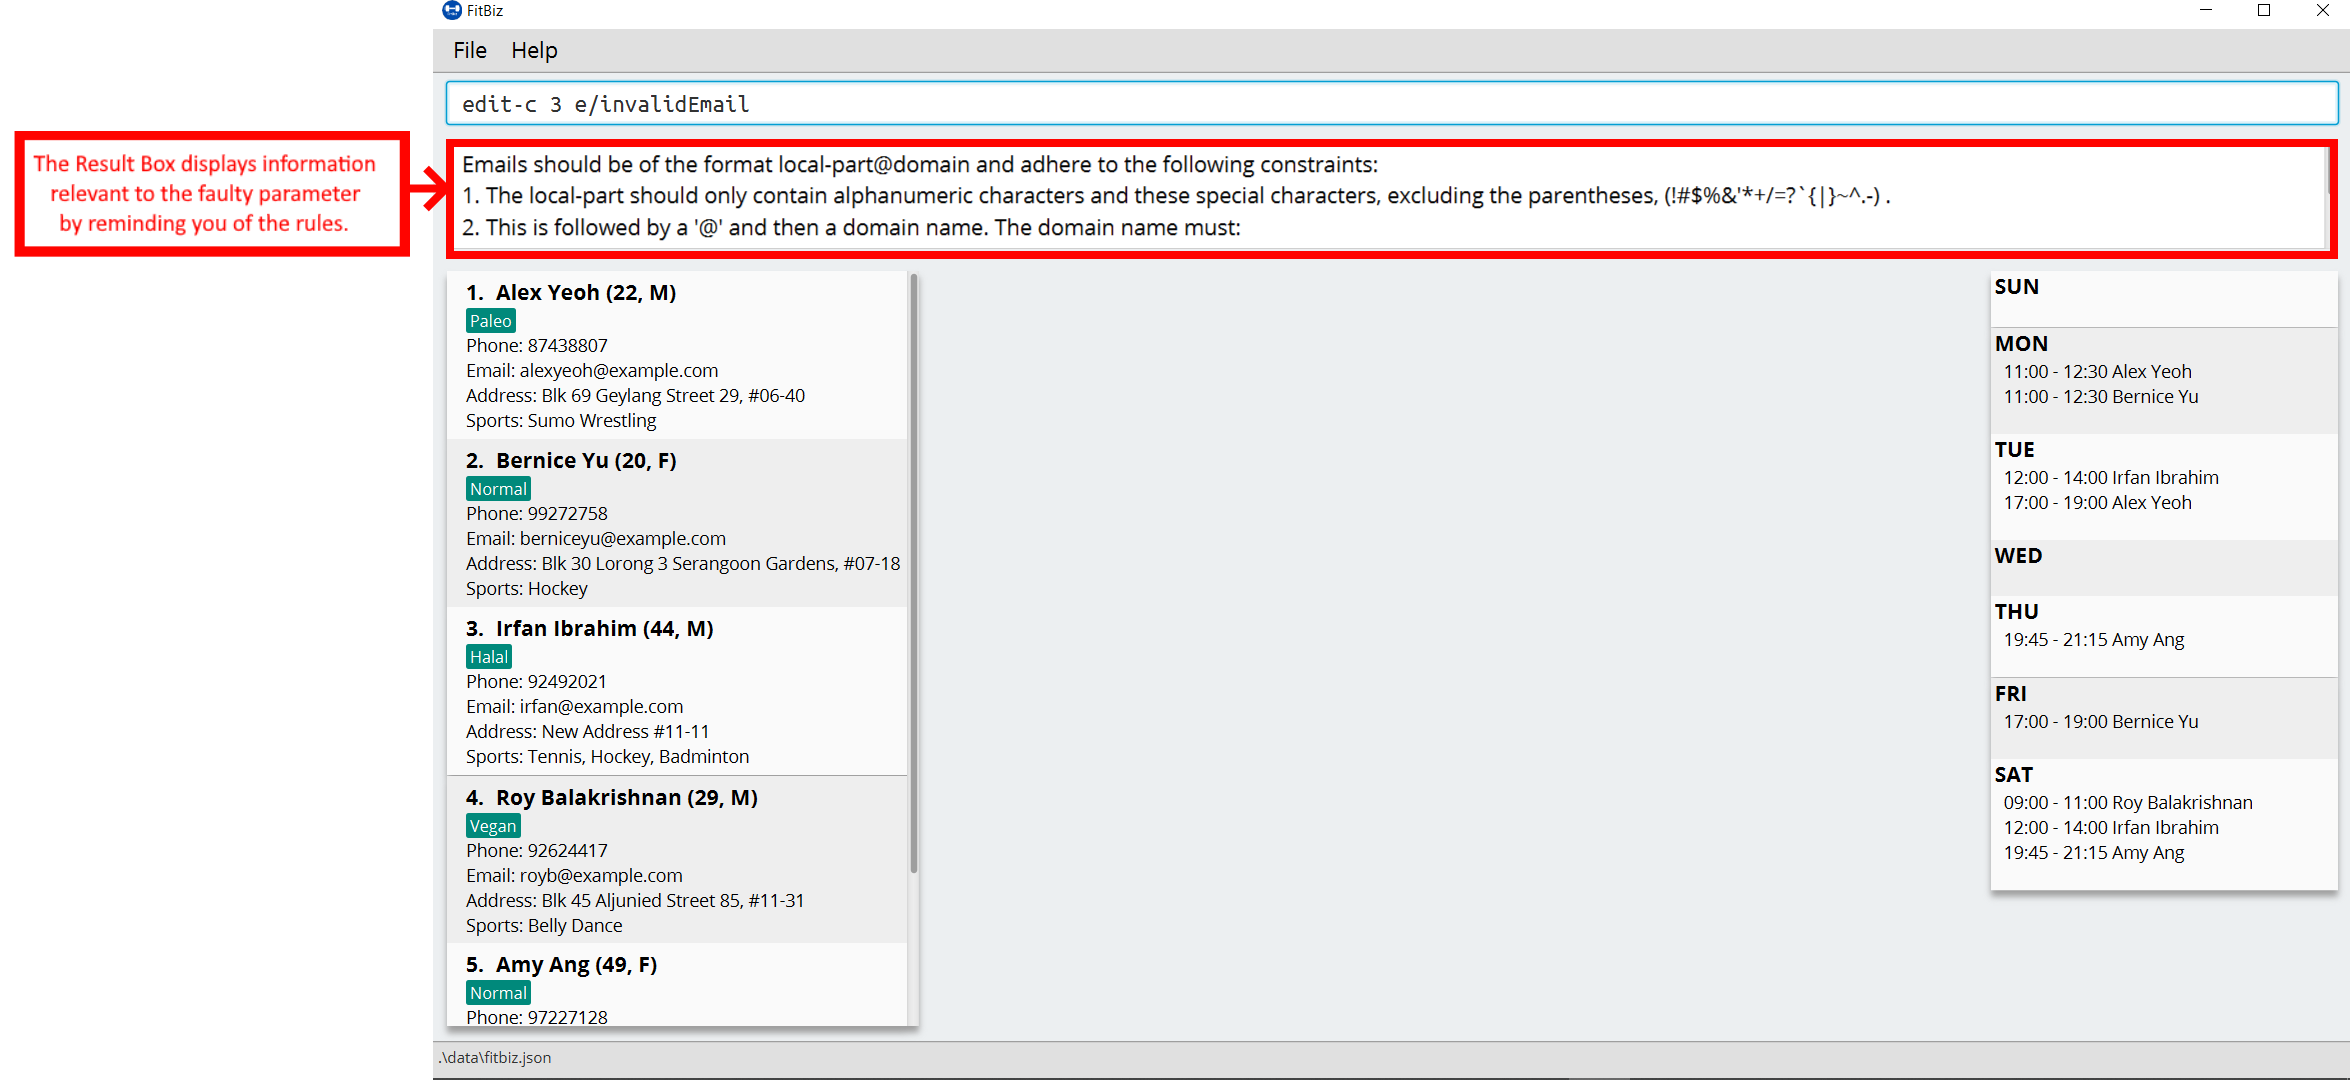 FitBiz
File Help
edit-c 3 e/invalidEmail
The Result Box displays information
relevant to the faulty parameter
by reminding you of the rules.
Emails should be of the format local-part@domain and adhere to the following constraints:
1. The local-part should only contain alphanumeric characters and these special characters, excluding the parentheses, (!#$%&'*+/=?`{|}~^.-) .
2. This is followed by a '@' and then a domain name. The domain name must:
1. Alex Yeoh (22, M)
Paleo
Phone: 87438807
Email: alexyeoh@example.com
Address: Blk 69 Geylang Street 29, #06-40
Sports: Sumo Wrestling
2. Bernice Yu (20, F)
Normal
Phone: 99272758
Email: berniceyu@example.com
Address: Blk 30 Lorong 3 Serangoon Gardens, #07-18
Sports: Hockey
3. Irfan Ibrahim (44, M)
Halal
Phone: 92492021
Email: irfan@example.com
Address: New Address #11-11
Sports: Tennis, Hockey, Badminton
4. Roy Balakrishnan (29, M)
Vegan
Phone: 92624417
Email: royb@example.com
Address: Blk 45 Aljunied Street 85, #11-31
Sports: Belly Dance
5. Amy Ang (49, F)
Normal
Phone: 97227128
SUN
MON
11:00 - 12:30 Alex Yeoh
11:00 - 12:30 Bernice Yu
TUE
12:00 - 14:00 Irfan Ibrahim
17:00 - 19:00 Alex Yeoh
WED
THU
19:45 - 21:15 Amy Ang
FRI
17:00 - 19:00 Bernice Yu
SAT
09:00 - 11:00 Roy Balakrishnan
12:00 - 14:00 Irfan Ibrahim
19:45 - 21:15 Amy Ang
.\data\fitbiz.json